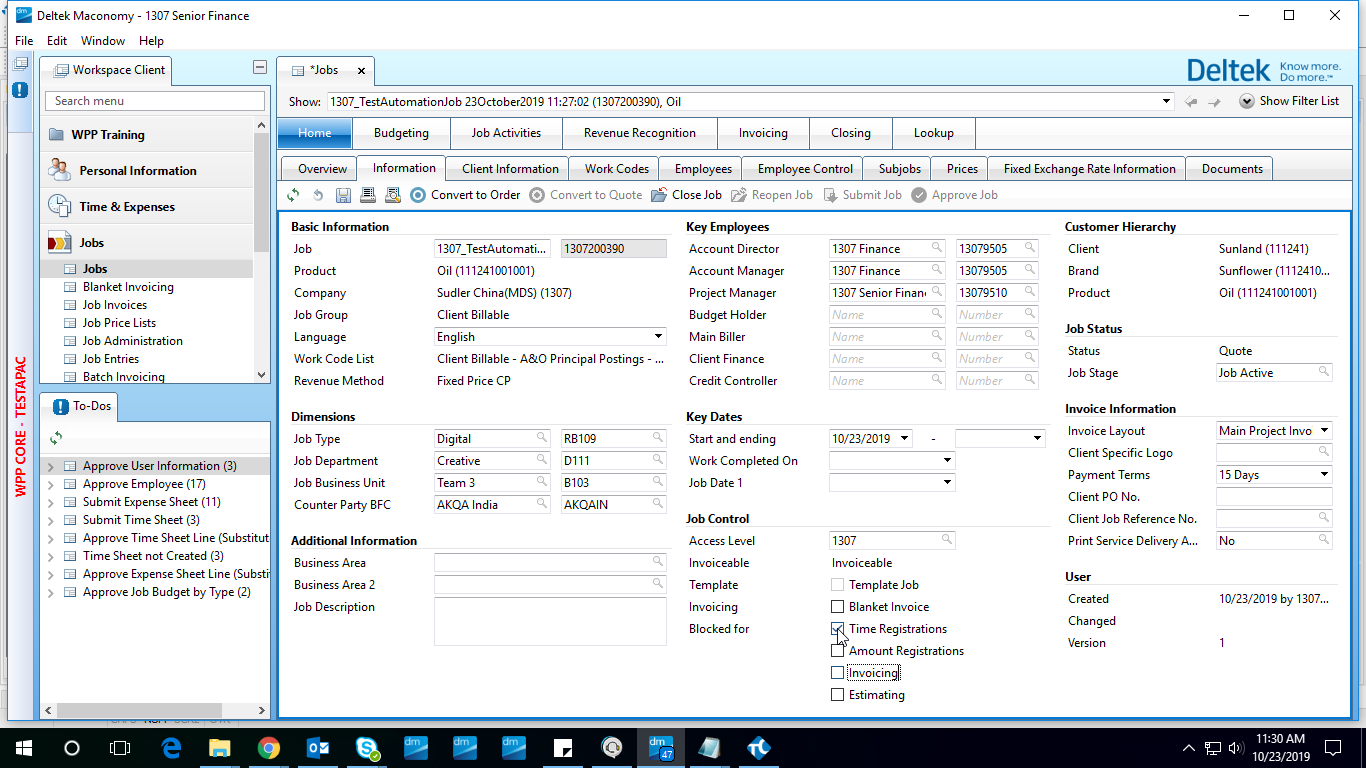 Deltek Maconomy - 1307 Senior Finance
File Edit Window Help
Workspace Client
*Jobs
Deltek Know more. Do more.™
Search menu
Show: 1307_TestAutomationJob 23October2019 11:27:02 (1307200390), Oil
Show Filter List
WPP Training
Personal Information
Time & Expenses
Jobs
Jobs
Blanket Invoicing
Job Invoices
Job Price Lists
Job Administration
Job Entries
Batch Invoicing
WPP CORE - TESTAPAC
To-Dos
Approve User Information (3)
Approve Employee (17)
Submit Expense Sheet (11)
Submit Time Sheet (3)
Approve Time Sheet Line (Substitut
Time Sheet not Created (3)
Approve Expense Sheet Line (Substi
Approve Job Budget by Type (2)
Home Budgeting Job Activities Revenue Recognition Invoicing Closing Lookup
Overview Information Client Information Work Codes Employees Employee Control Subjobs Prices Fixed Exchange Rate Information Documents
Convert to Order Convert to Quote Close Job Reopen Job Submit Job Approve Job
Basic Information
Job 1307_TestAutomati... 1307200390
Product Oil (111241001001)
Company Sudler China(MDS) (1307)
Job Group Client Billable
Language English
Work Code List Client Billable - A&O Principal Postings - ...
Revenue Method Fixed Price CP
Dimensions
Job Type Digital RB109
Job Department Creative D111
Job Business Unit Team 3 B103
Counter Party BFC AKQA India AKQAIN
Additional Information
Business Area
Business Area 2
Job Description
Key Employees
Account Director 1307 Finance 13079505
Account Manager 1307 Finance 13079505
Project Manager 1307 Senior Finan 13079510
Budget Holder Name Number
Main Biller Name Number
Client Finance Name Number
Credit Controller Name Number
Key Dates
Start and ending 10/23/2019 -
Work Completed On
Job Date 1
Job Control
Access Level 1307
Invoiceable Invoiceable
Template Template Job
Invoicing Blanket Invoice
Blocked for Time Registrations
Amount Registrations
Invoicing
Estimating
Customer Hierarchy
Client Sunland (111241)
Brand Sunflower (1112410...
Product Oil (111241001001)
Job Status
Status Quote
Job Stage Job Active
Invoice Information
Invoice Layout Main Project Invo
Client Specific Logo
Payment Terms 15 Days
Client PO No.
Client Job Reference No.
Print Service Delivery A... No
User
Created 10/23/2019 by 1307...
Changed
Version 1
dm
47
11:30 AM
10/23/2019